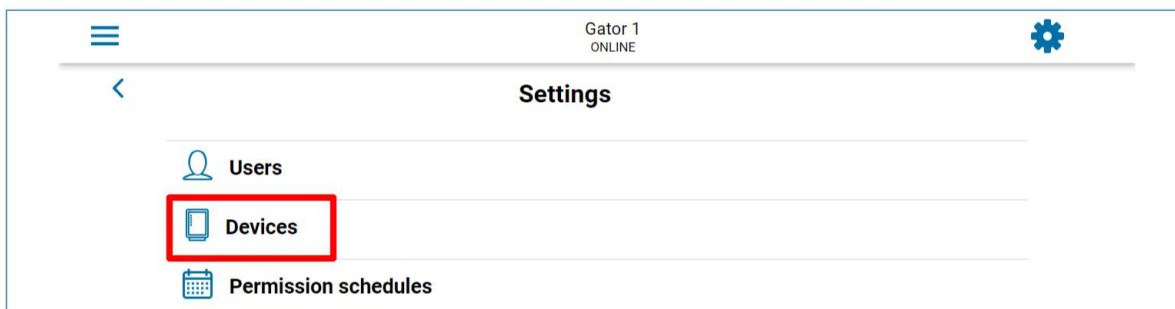 Gator 1
ONLINE
Settings
Users
Devices
Permission schedules